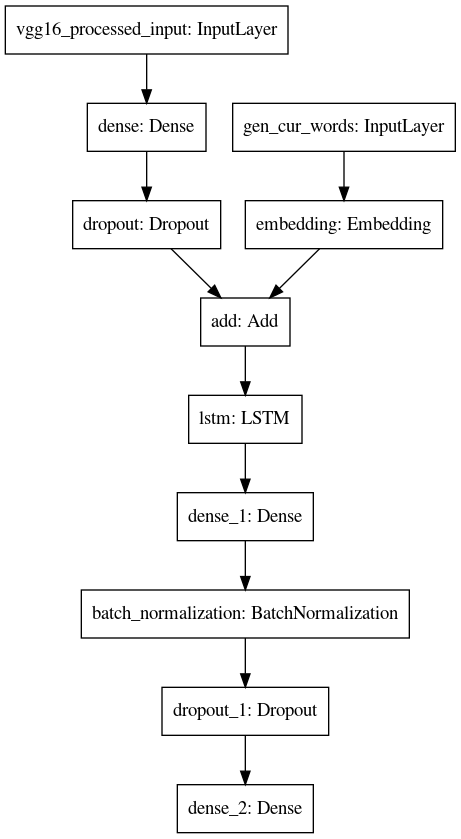 vgg16_processed_input: InputLayer
dense: Dense
gen_cur_words: InputLayer
dropout: Dropout
embedding: Embedding
add: Add
lstm: LSTM
dense_1: Dense
batch_normalization: BatchNormalization
dropout_1: Dropout
dense_2: Dense